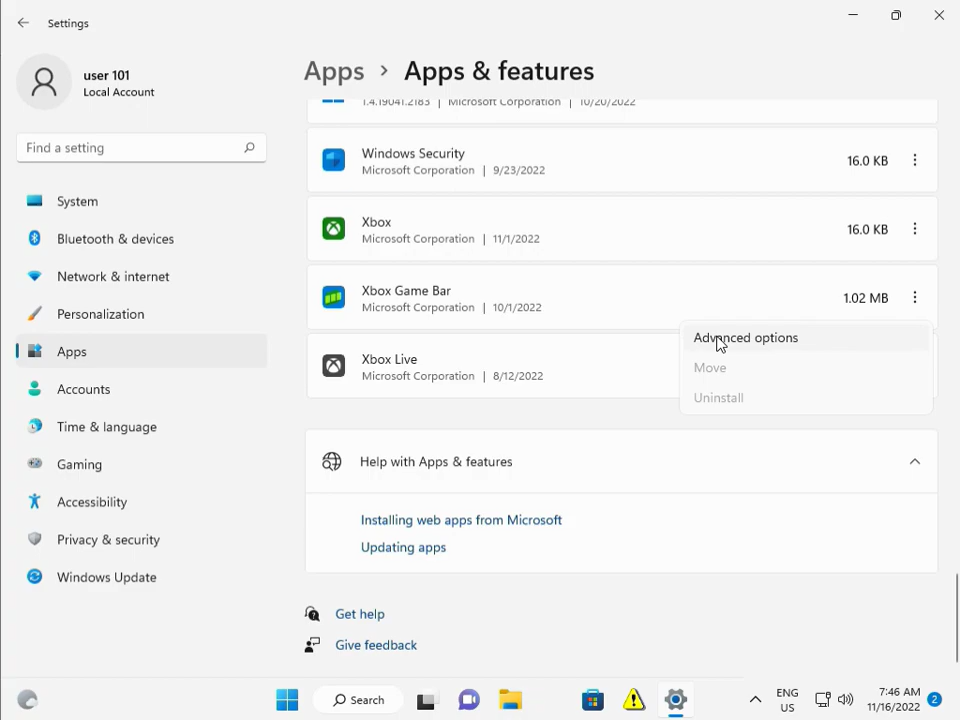 Settings
user 101
Local Account
Find a setting
System
Bluetooth & devices
Network & internet
Personalization
Apps
Accounts
Time & language
Gaming
Accessibility
Privacy & security
Windows Update
Apps > Apps & features
1.4.19041.2183 | Microsoft Corporation | 10/20/2022
Windows Security
Microsoft Corporation | 9/23/2022
16.0 KB
Xbox
Microsoft Corporation | 11/1/2022
16.0 KB
Xbox Game Bar
Microsoft Corporation | 10/1/2022
1.02 MB
Advanced options
Move
Uninstall
Xbox Live
Microsoft Corporation | 8/12/2022
Help with Apps & features
Installing web apps from Microsoft
Updating apps
Get help
Give feedback
Search
ENG
US
7:46 AM
11/16/2022
2